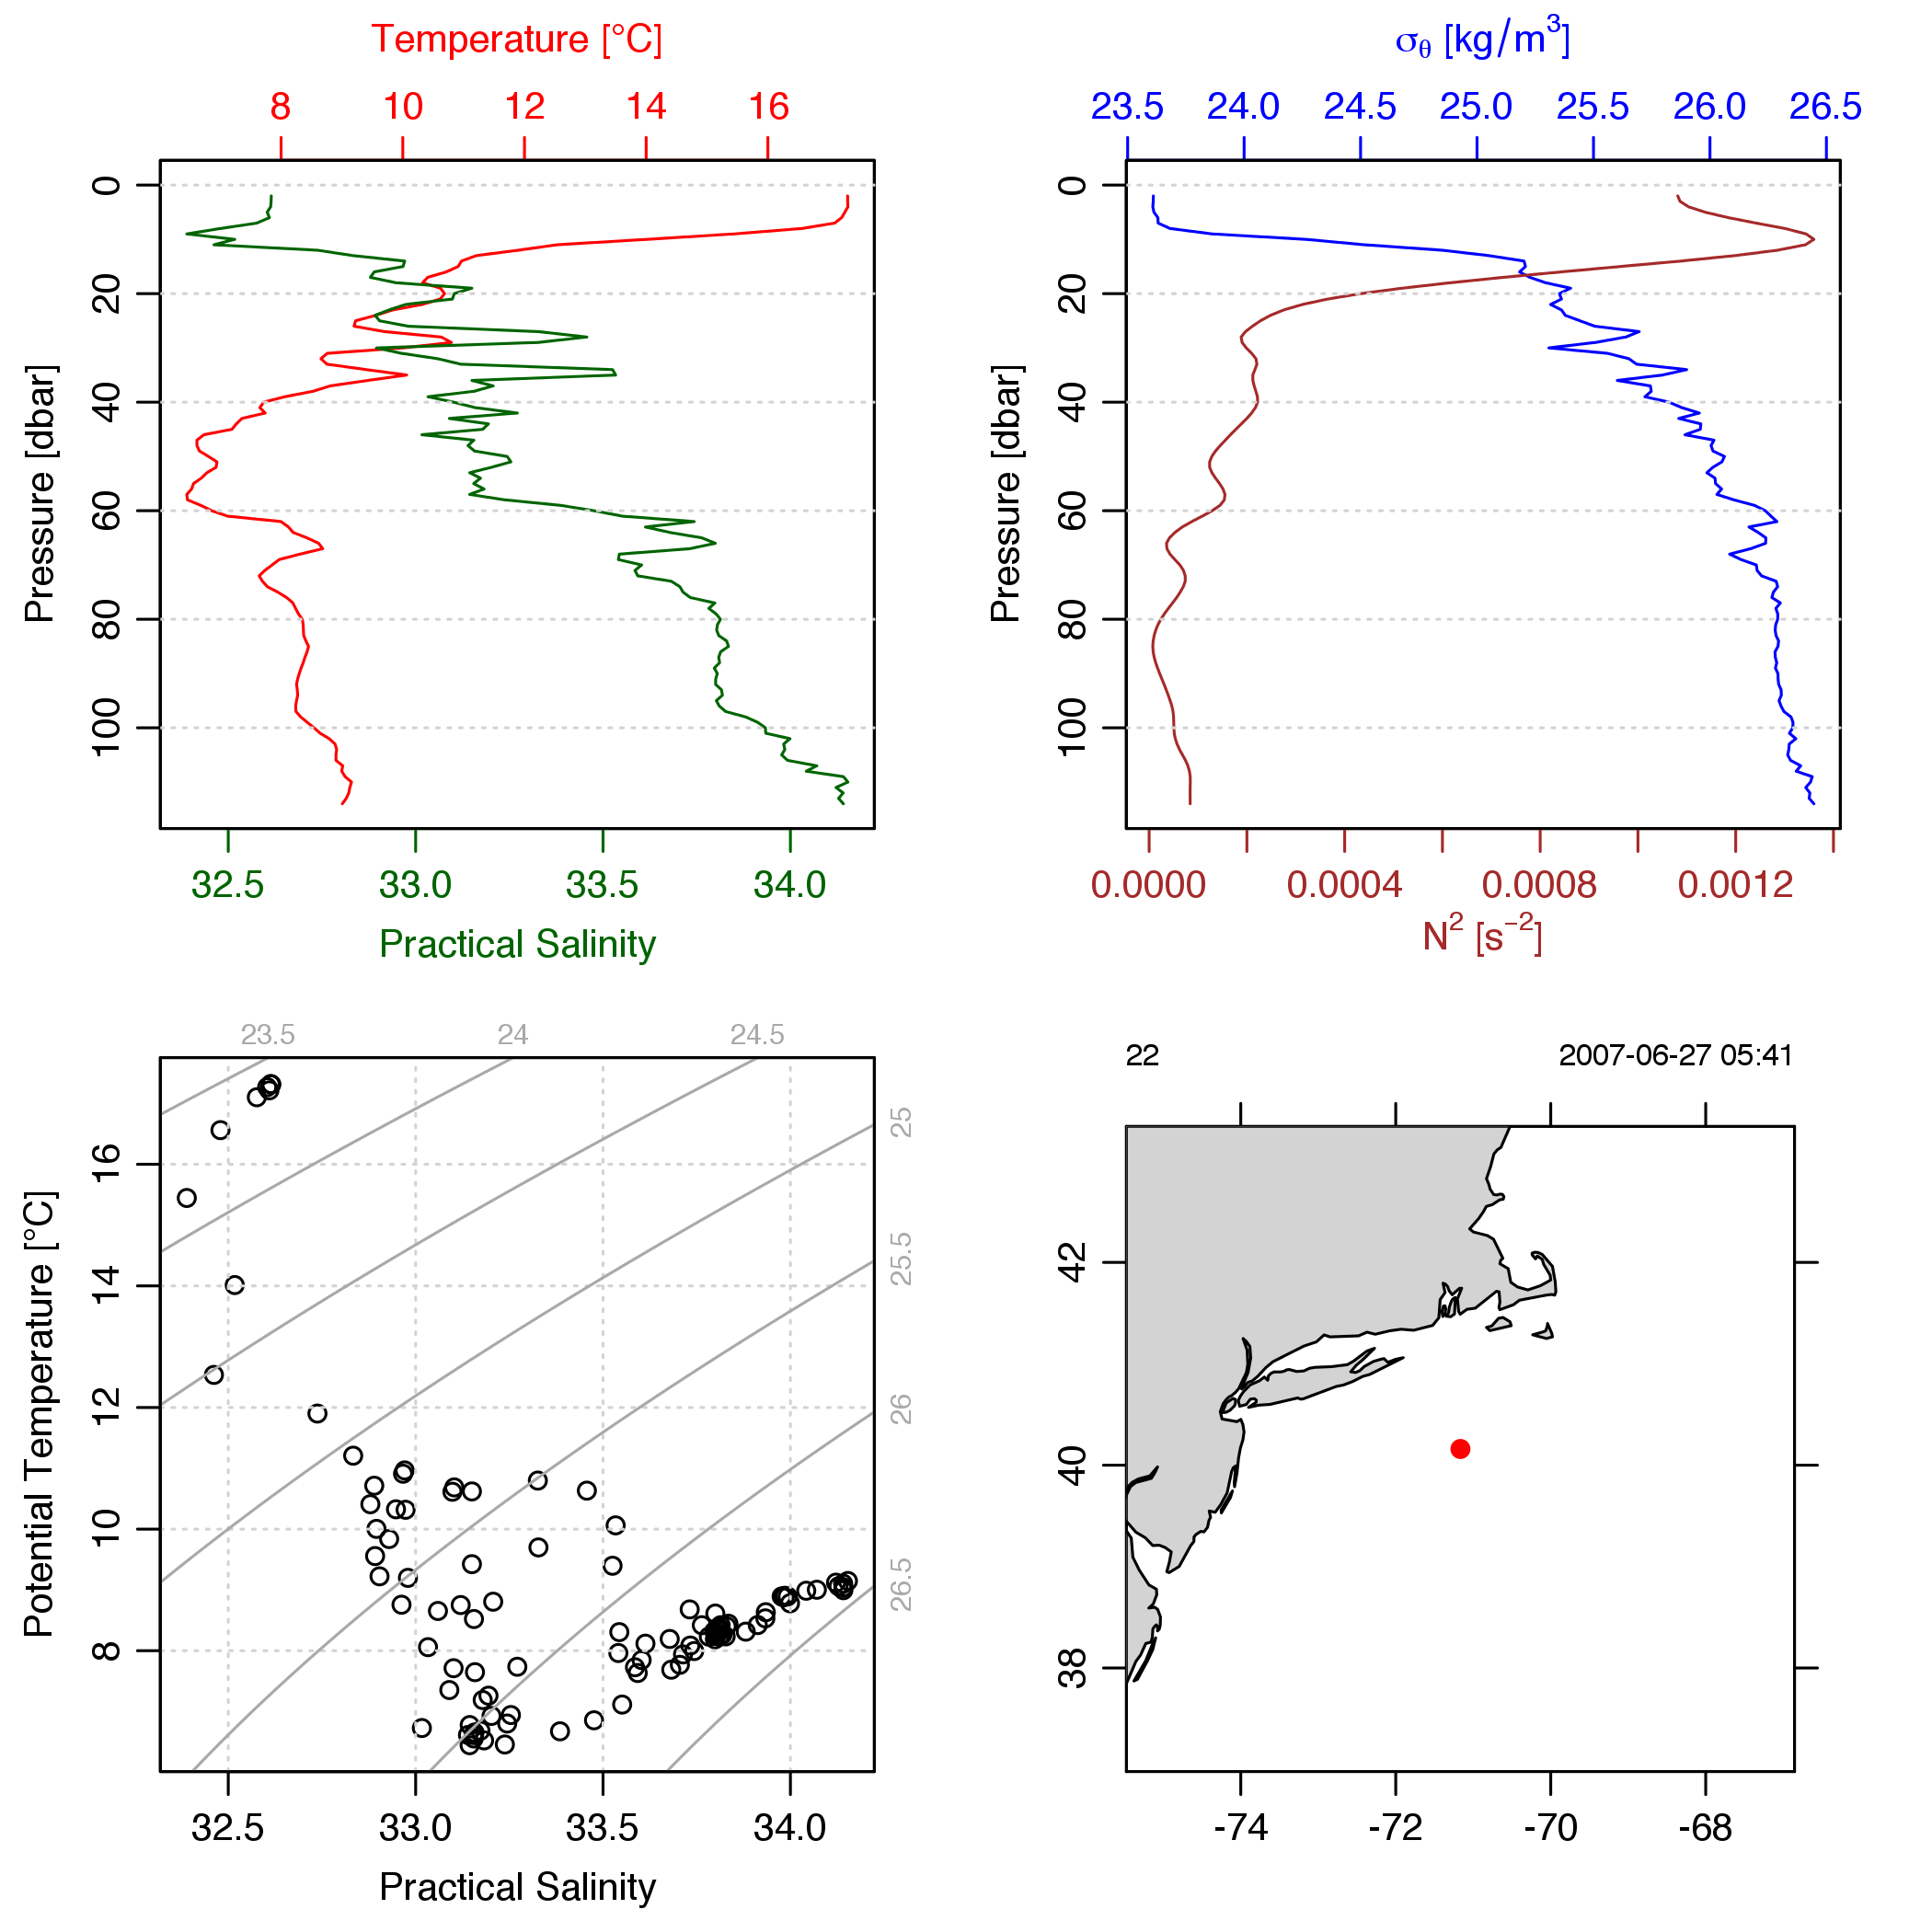 Temperature [°C]
8 10 12 14 16
0 20 40 60 80 100
Pressure [dbar]
32.5 33.0 33.5 34.0
Practical Salinity
σθ [kg/m³]
23.5 24.0 24.5 25.0 25.5 26.0 26.5
0 20 40 60 80 100
Pressure [dbar]
0.0000 0.0004 0.0008 0.0012
N² [s⁻²]
23.5 24 24.5
25 25.5 26 26.5
16 14 12 10 8
Potential Temperature [°C]
32.5 33.0 33.5 34.0
Practical Salinity
22 2007-06-27 05:41
42 40 38
-74 -72 -70 -68